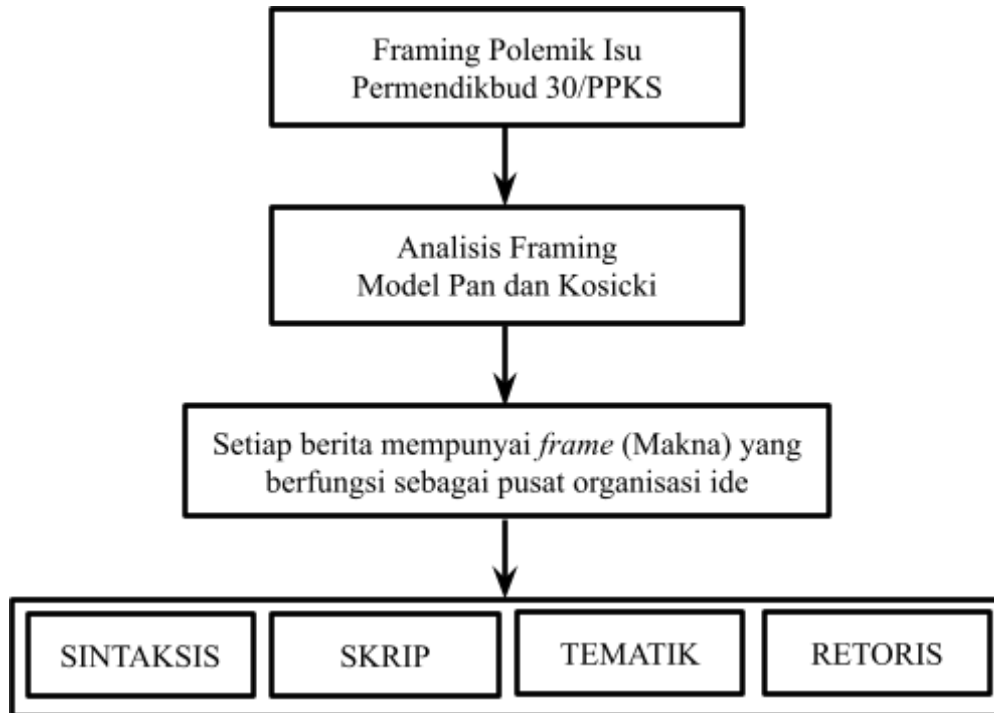 Framing Polemik Isu
Permendikbud 30/PPKS
Analisis Framing
Model Pan dan Kosicki
Setiap berita mempunyai frame (Makna) yang
berfungsi sebagai pusat organisasi ide
SINTAKSIS
SKRIP
TEMATIK
RETORIS